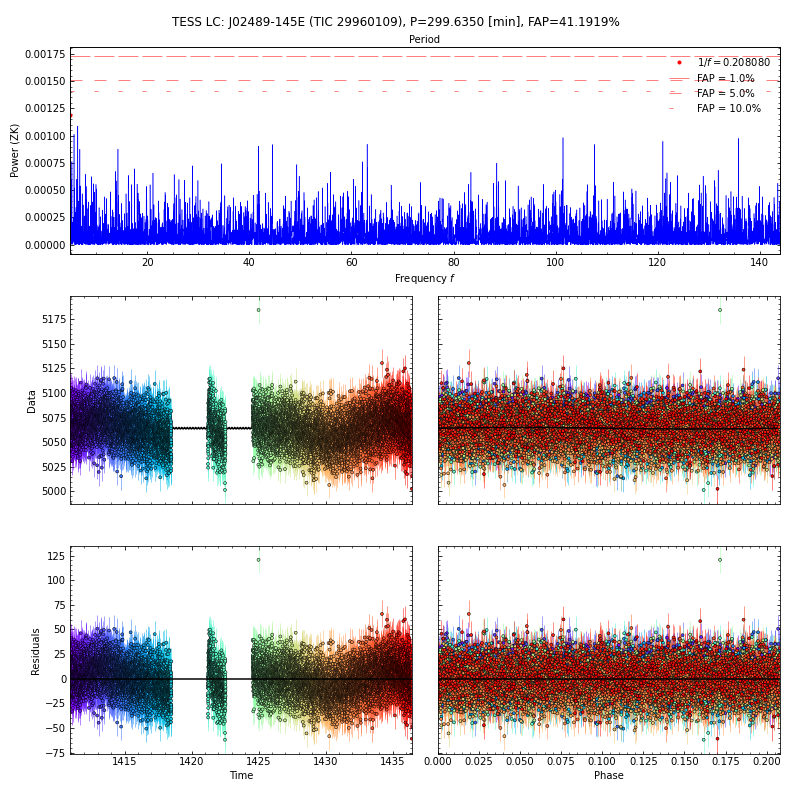 TESS LC: J02489-145E (TIC 29960109), P=299.6350 [min], FAP=41.1919%
Period
0.00175
0.00150
0.00125
0.00100
0.00075
0.00050
0.00025
0.00000
Power (ZK)
1/f = 0.208080
FAP = 1.0%
FAP = 5.0%
FAP = 10.0%
20 40 60 80 100 120 140
Frequency f
5175
5150
5125
5100
5075
5050
5025
5000
Data
125
100
75
50
25
0
−25
−50
−75
Residuals
1415 1420 1425 1430 1435
Time
0.000 0.025 0.050 0.075 0.100 0.125 0.150 0.175 0.200
Phase